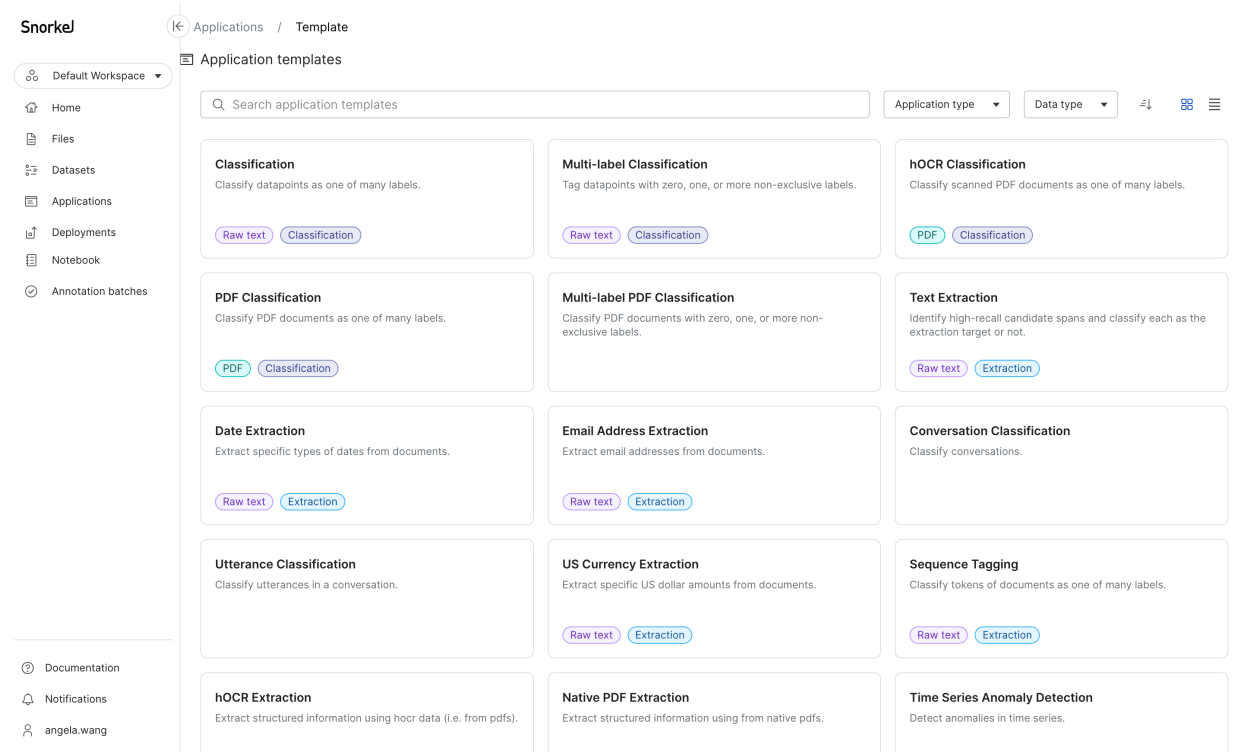 Snorkel
Applications / Template
Application templates
Default Workspace
Home
Files
Datasets
Applications
Deployments
Notebook
Annotation batches
Documentation
Notifications
angela.wang
Search application templates
Application type
Data type
Classification
Classify datapoints as one of many labels.
Raw text Classification
Multi-label Classification
Tag datapoints with zero, one, or more non-exclusive labels.
Raw text Classification
hOCR Classification
Classify scanned PDF documents as one of many labels.
PDF Classification
PDF Classification
Classify PDF documents as one of many labels.
PDF Classification
Multi-label PDF Classification
Classify PDF documents with zero, one, or more non-
exclusive labels.
Text Extraction
Identify high-recall candidate spans and classify each as the
extraction target or not.
Raw text Extraction
Date Extraction
Extract specific types of dates from documents.
Raw text Extraction
Email Address Extraction
Extract email addresses from documents.
Raw text Extraction
Conversation Classification
Classify conversations.
Utterance Classification
Classify utterances in a conversation.
US Currency Extraction
Extract specific US dollar amounts from documents.
Raw text Extraction
Sequence Tagging
Classify tokens of documents as one of many labels.
Raw text Extraction
hOCR Extraction
Extract structured information using hocr data (i.e. from pdfs).
Native PDF Extraction
Extract structured information using from native pdfs.
Time Series Anomaly Detection
Detect anomalies in time series.